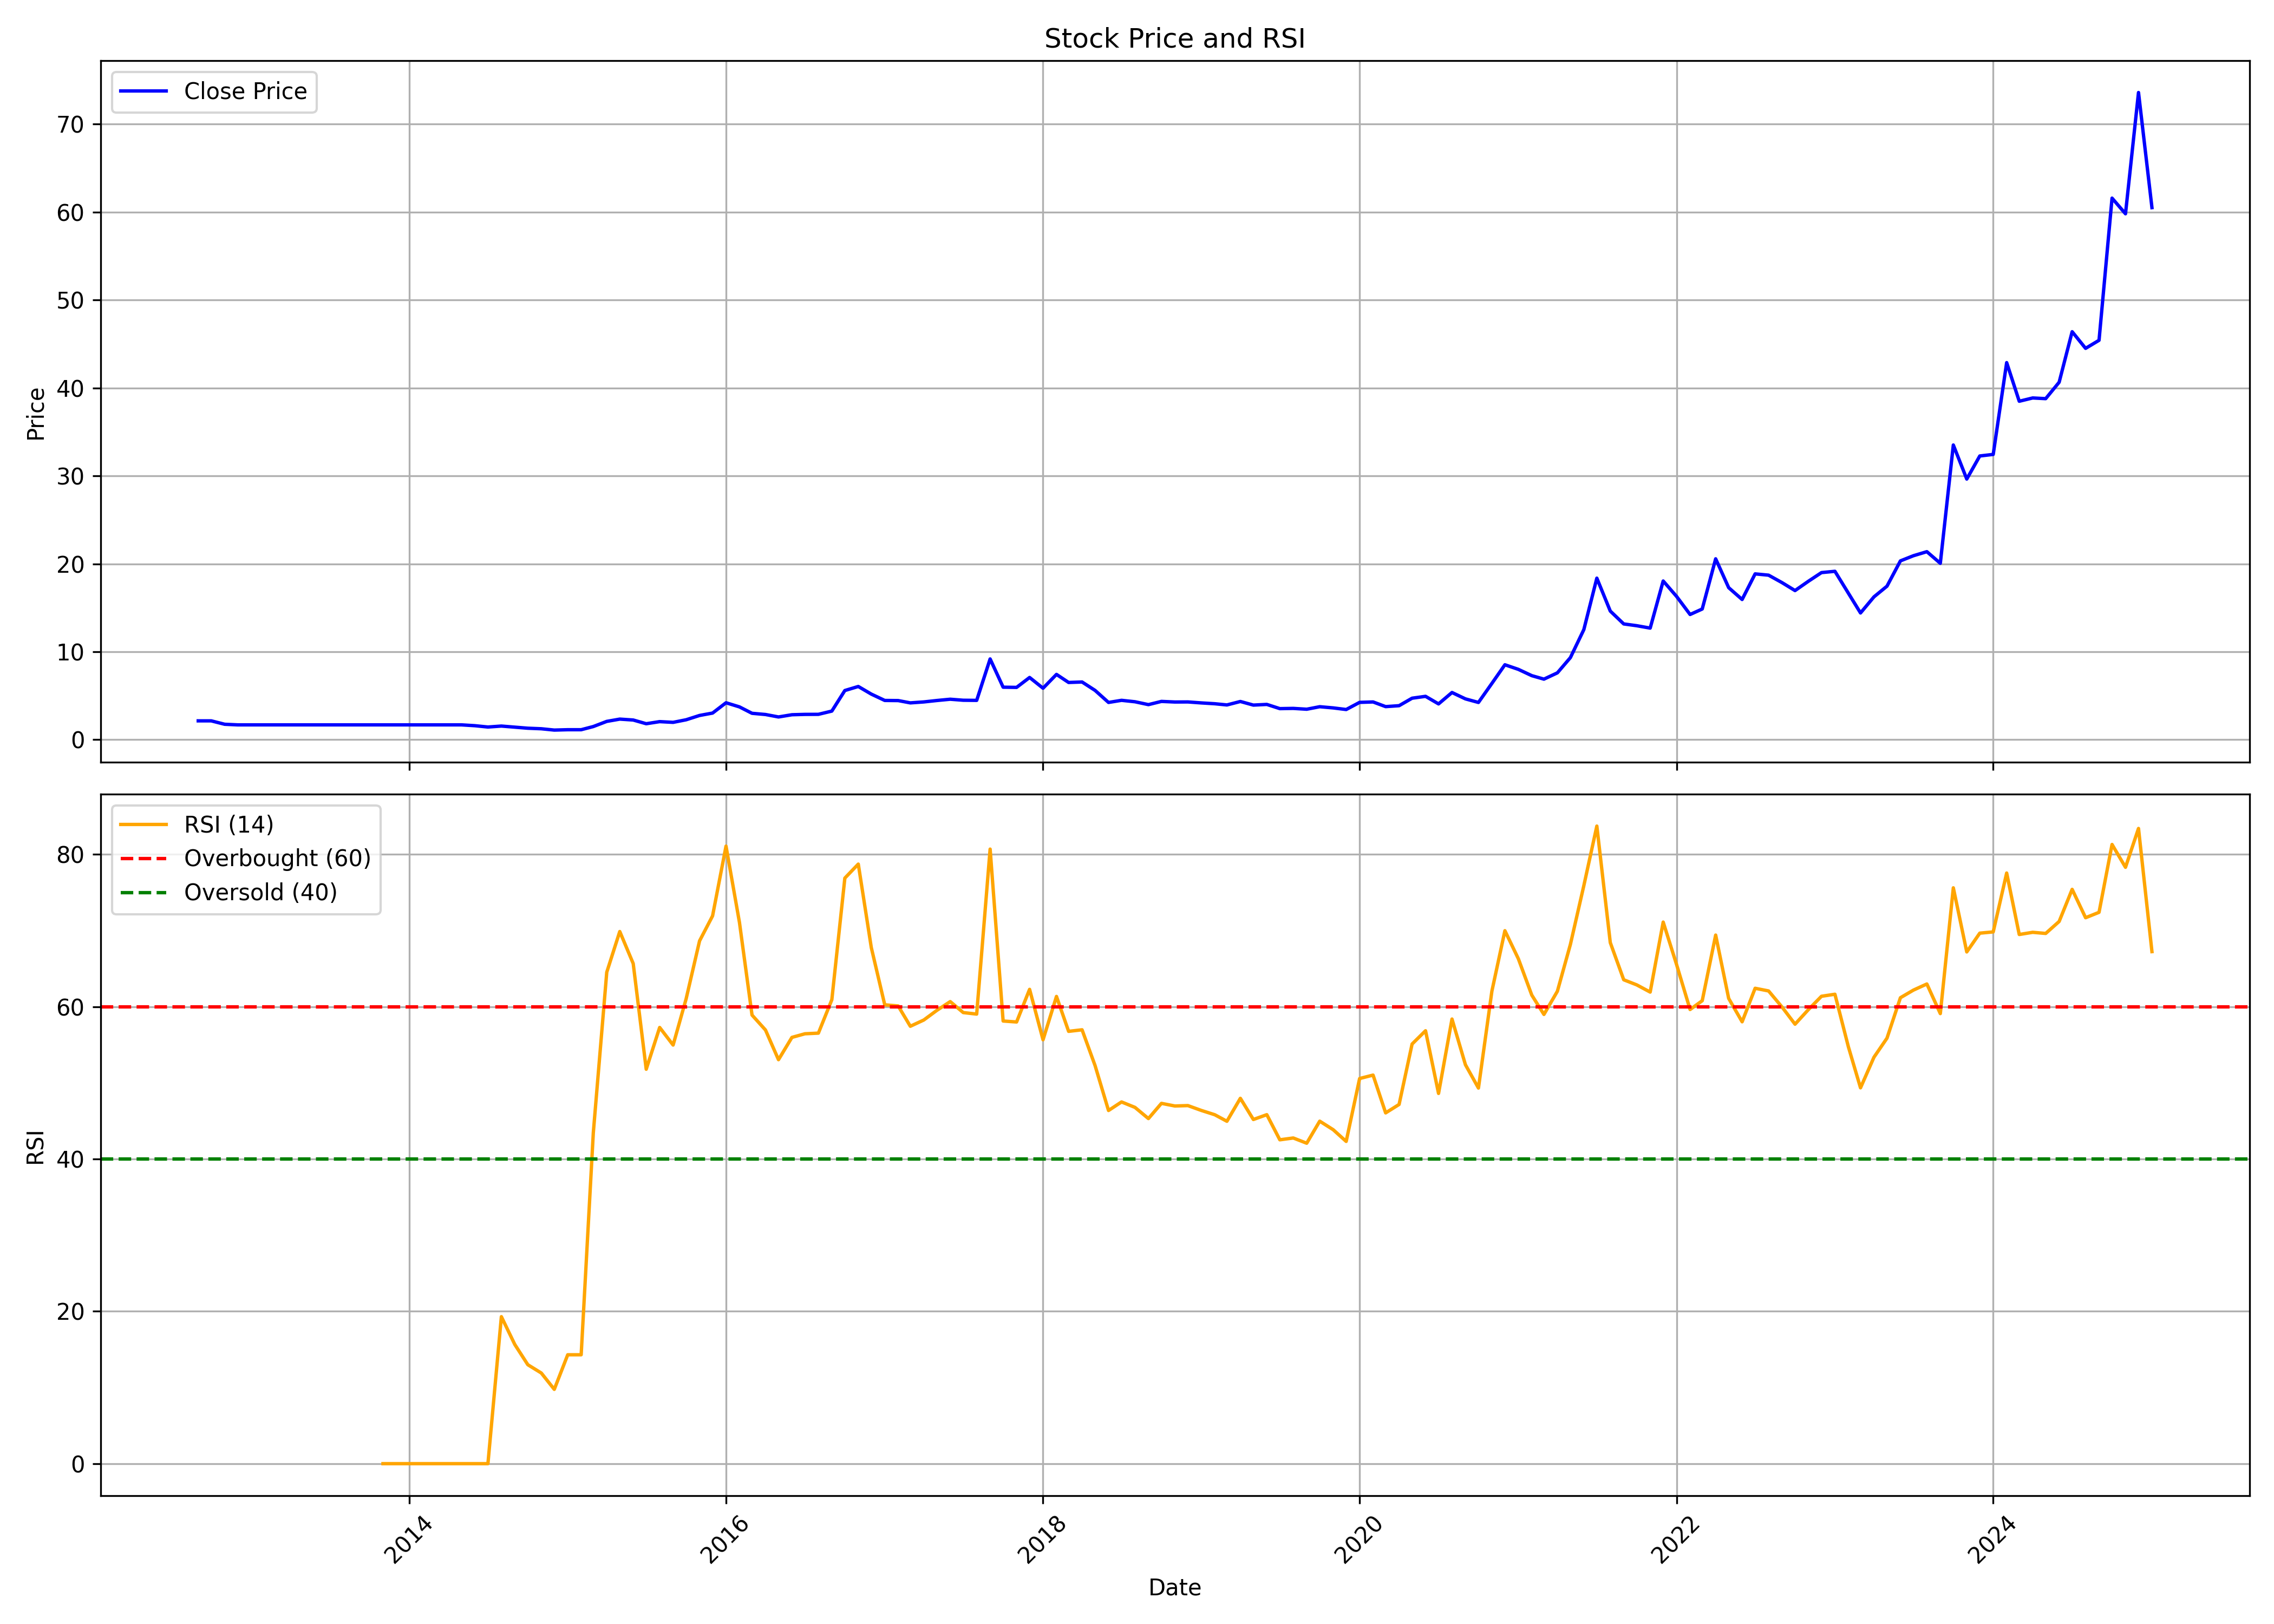 Stock Price and RSI
Close Price
70
60
50
40
30
20
10
0
Price
RSI (14)
Overbought (60)
Oversold (40)
80
60
40
20
0
RSI
2014
2016
2018
2020
2022
2024
Date